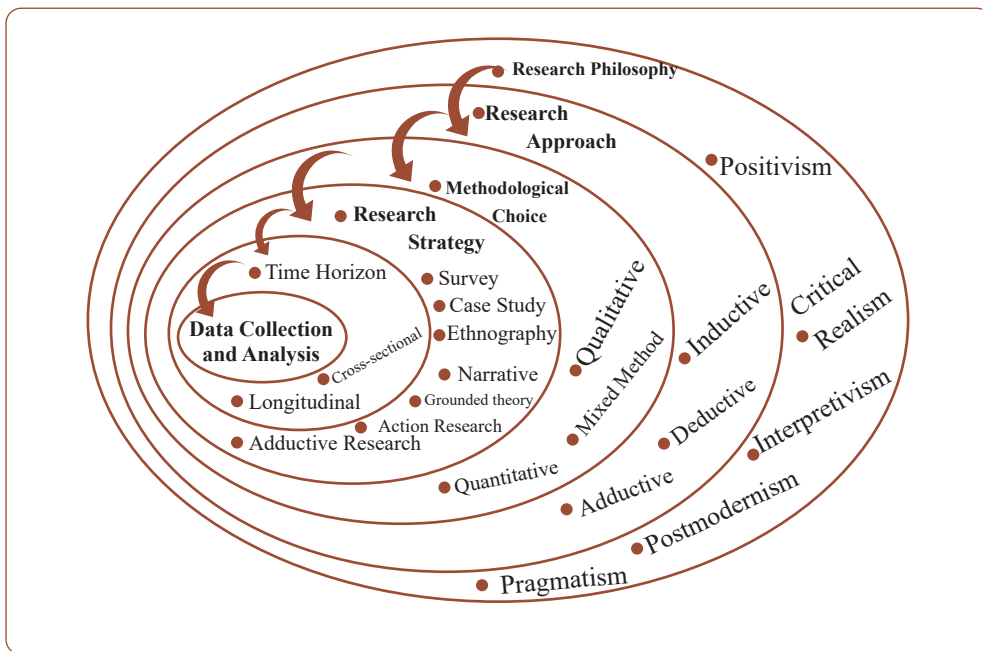 Research Philosophy
Research
Approach
Positivism
Methodological
Choice
Research
Strategy
Time Horizon
Survey
Case Study
Ethnography
Data Collection
and Analysis
Cross-sectional
Narrative
Longitudinal
Grounded theory
Action Research
Adductive Research
Qualitative
Mixed Method
Quantitative
Inductive
Deductive
Adductive
Critical
Realism
Interpretivism
Postmodernism
Pragmatism